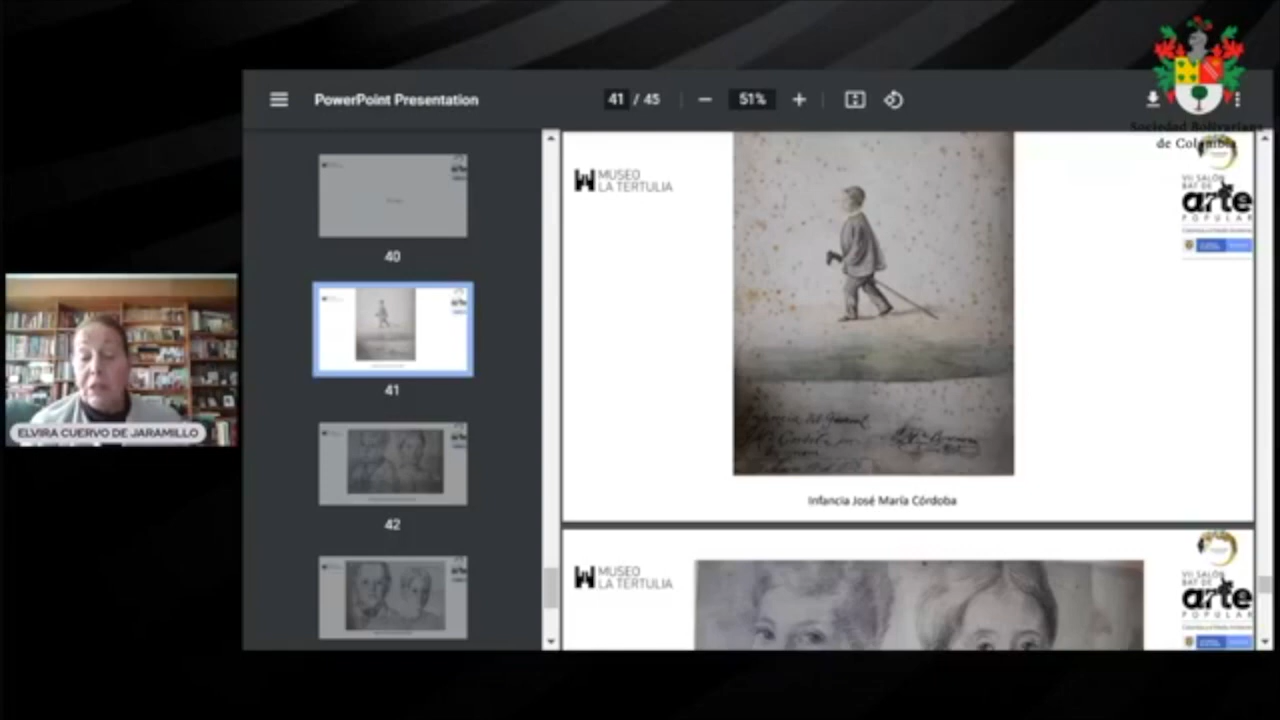 PowerPoint Presentation
41 / 45
51%
Sociedad Bolivariana
de Colombia
40
41
42
ELVIRA CUERVO DE JARAMILLO
MUSEO
LA TERTULIA
VII SALÓN
BAT DE
arte
POPULAR
Infancia José María Córdoba
MUSEO
LA TERTULIA
VII SALÓN
BAT DE
arte
POPULAR